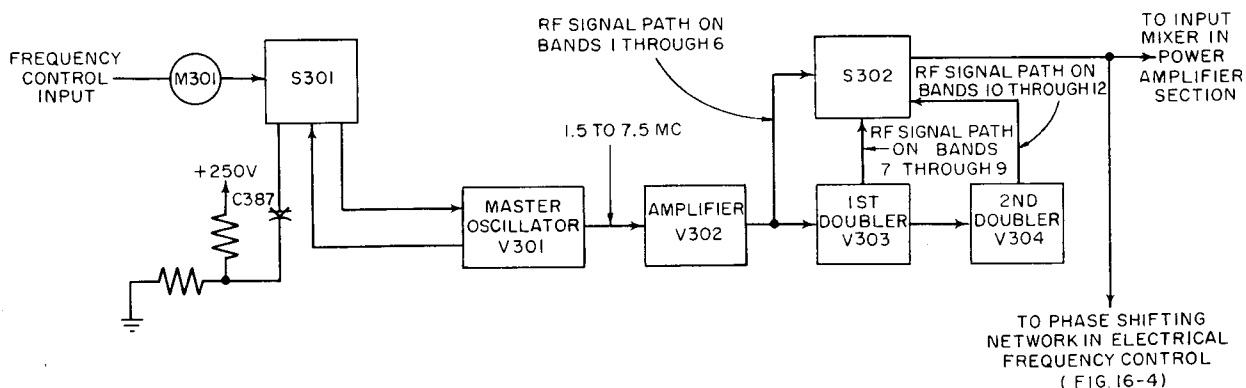 FREQUENCY
CONTROL
INPUT
M301
S301
+250V
C387
MASTER
OSCILLATOR
V301
1.5 TO 7.5 MC
AMPLIFIER
V302
RF SIGNAL PATH ON
BANDS 1 THROUGH 6
S302
RF SIGNAL PATH ON
BANDS 10 THROUGH 12
RF SIGNAL PATH
ON BANDS
7 THROUGH 9
1ST
DOUBLER
V303
2ND
DOUBLER
V304
TO INPUT
MIXER IN
POWER
AMPLIFIER
SECTION
TO PHASE SHIFTING
NETWORK IN ELECTRICAL
FREQUENCY CONTROL
( FIG. 16-4)